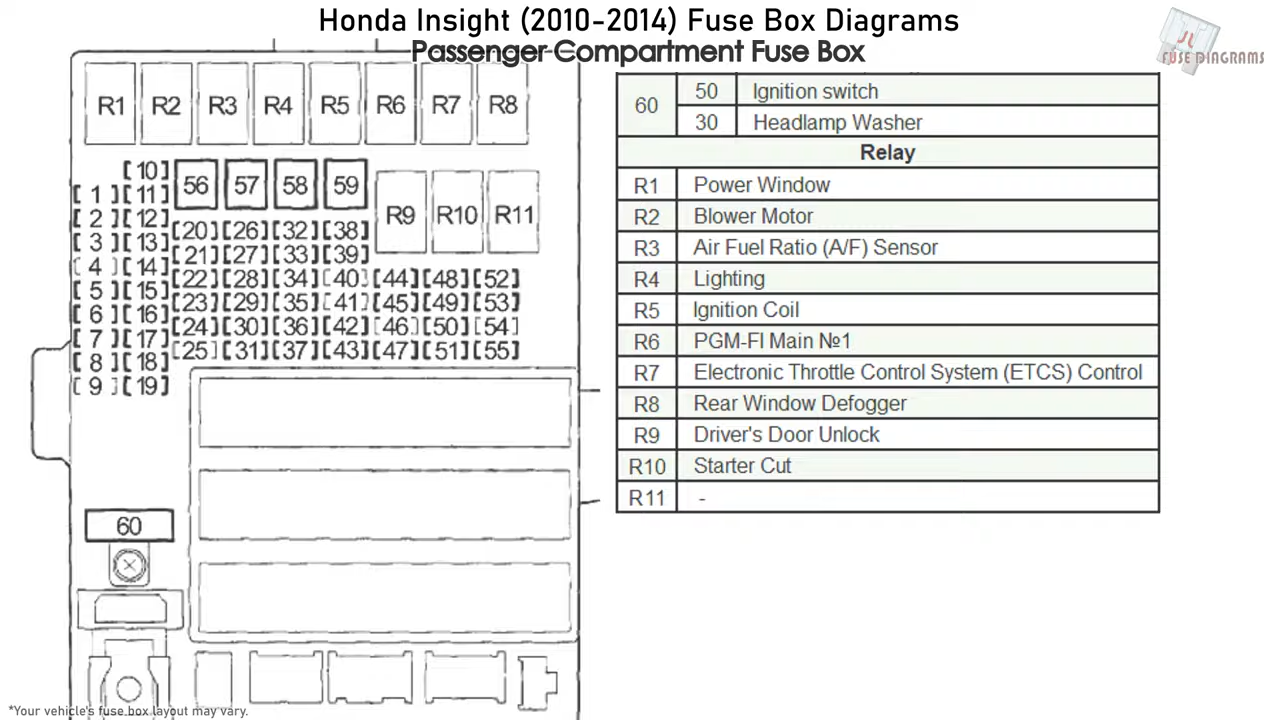 Honda Insight (2010-2014) Fuse Box Diagrams
Passenger Compartment Fuse Box
JL
FUSE DIAGRAMS
R1 R2 R3 R4 R5 R6 R7 R8
[10] 56 57 58 59
[1] [11] R9 R10 R11
[2] [12] [20] [26] [32] [38]
[3] [13] [21] [27] [33] [39]
[4] [14] [22] [28] [34] [40] [44] [48] [52]
[5] [15] [23] [29] [35] [41] [45] [49] [53]
[6] [16] [24] [30] [36] [42] [46] [50] [54]
[7] [17] [25] [31] [37] [43] [47] [51] [55]
[8] [18]
[9] [19]
60
60 50 Ignition switch
30 Headlamp Washer
Relay
R1 Power Window
R2 Blower Motor
R3 Air Fuel Ratio (A/F) Sensor
R4 Lighting
R5 Ignition Coil
R6 PGM-FI Main №1
R7 Electronic Throttle Control System (ETCS) Control
R8 Rear Window Defogger
R9 Driver's Door Unlock
R10 Starter Cut
R11 -
*Your vehicle's fuse box layout may vary.